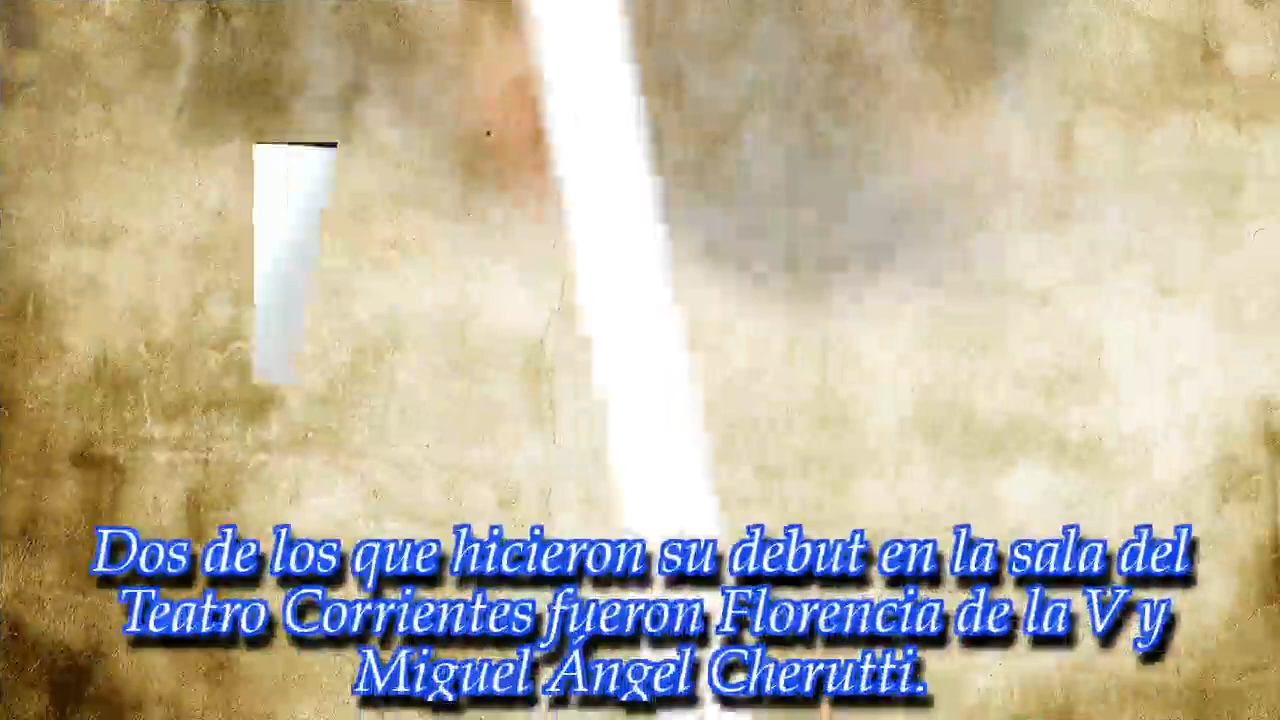 Dos de los que hicieron su debut en la sala del
Teatro Corrientes fueron Florencia de la V y
Miguel Ángel Cherutti.